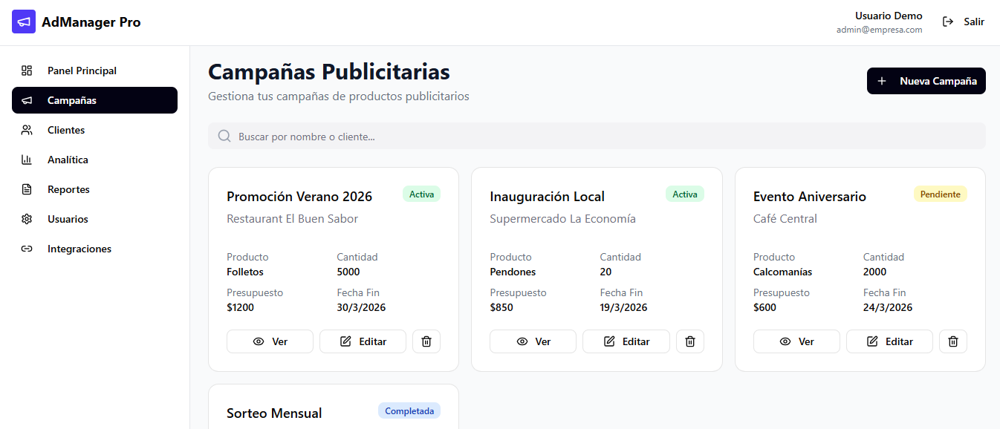 AdManager Pro
Usuario Demo
admin@empresa.com
Salir
Panel Principal
Campañas
Clientes
Analítica
Reportes
Usuarios
Integraciones
Campañas Publicitarias
Gestiona tus campañas de productos publicitarios
Nueva Campaña
Buscar por nombre o cliente...
Promoción Verano 2026
Activa
Restaurant El Buen Sabor
Producto
Cantidad
Folletos
5000
Presupuesto
Fecha Fin
$1200
30/3/2026
Ver
Editar
Inauguración Local
Activa
Supermercado La Economía
Producto
Cantidad
Pendones
20
Presupuesto
Fecha Fin
$850
19/3/2026
Ver
Editar
Evento Aniversario
Pendiente
Café Central
Producto
Cantidad
Calcomanías
2000
Presupuesto
Fecha Fin
$600
24/3/2026
Ver
Editar
Sorteo Mensual
Completada